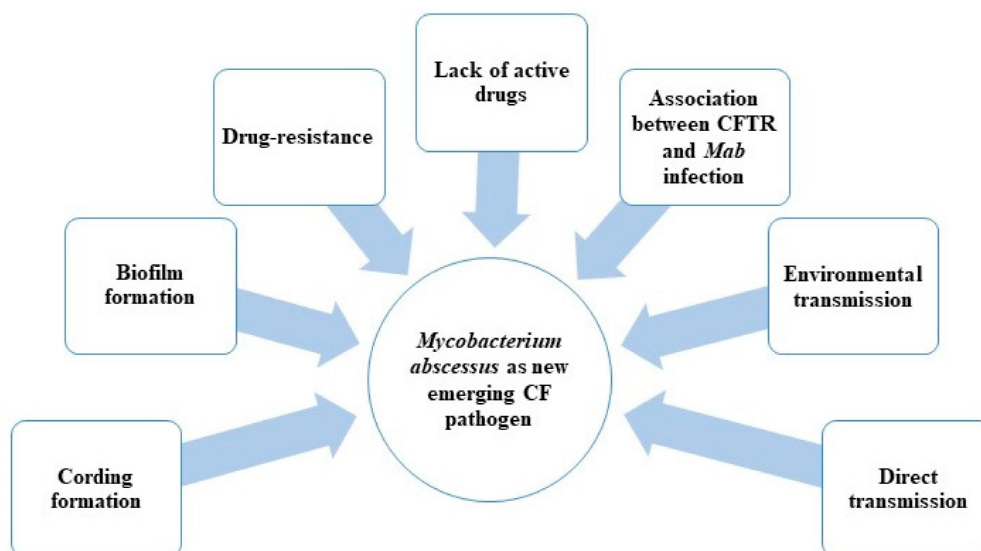 Lack of active
drugs
Drug-resistance
Association
between CFTR
and Mab
infection
Biofilm
formation
Environmental
transmission
Mycobacterium
abscessus as new
emerging CF
pathogen
Cording
formation
Direct
transmission